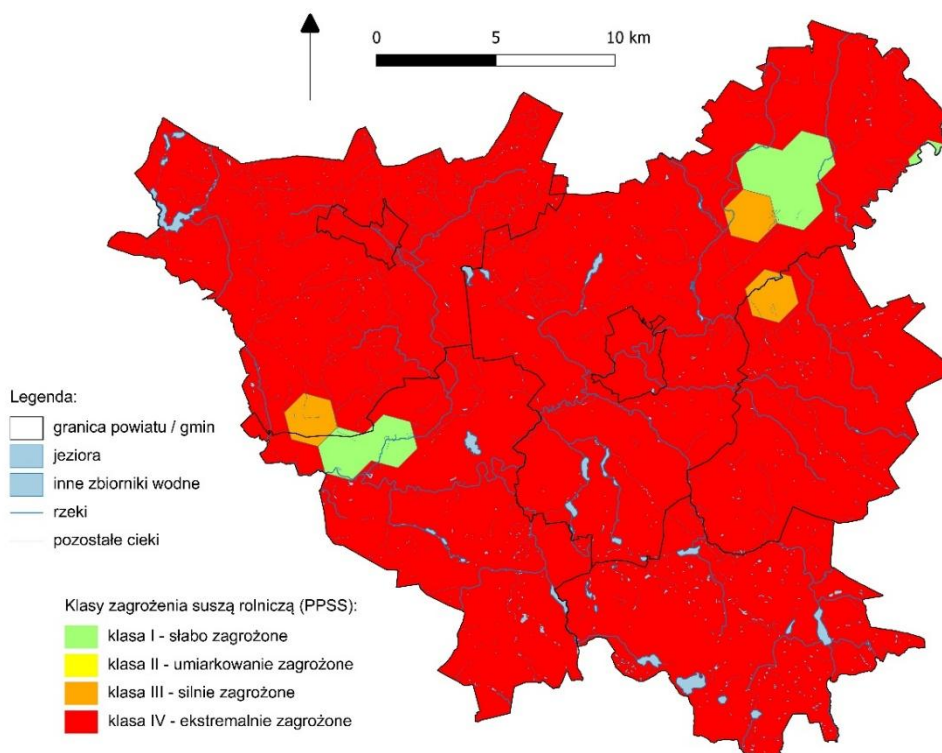 0 5 10 km
Legenda:
granica powiatu / gmin
jeziora
inne zbiorniki wodne
rzeki
pozostałe cieki
Klasy zagrożenia suszą rolniczą (PPSS):
klasa I - słabo zagrożone
klasa II - umiarkowanie zagrożone
klasa III - silnie zagrożone
klasa IV - ekstremalnie zagrożone